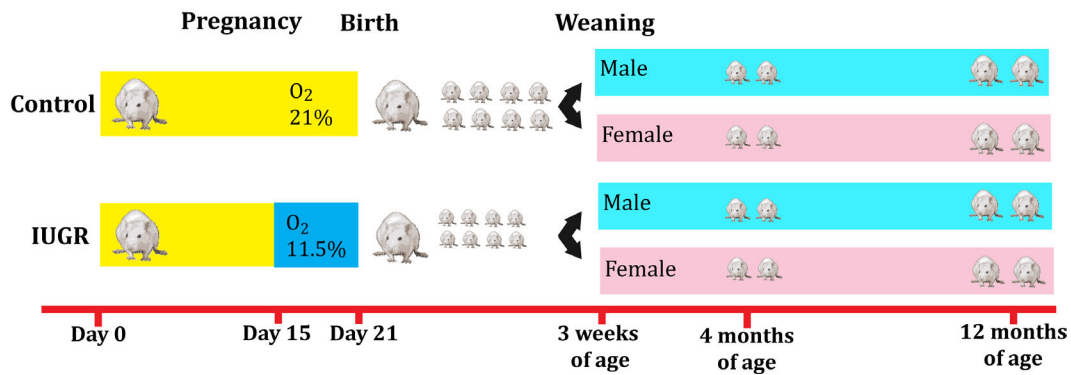 Pregnancy Birth Weaning
Control
O₂
21%
Male
Female
IUGR
O₂
11.5%
Male
Female
Day 0
Day 15
Day 21
3 weeks
of age
4 months
of age
12 months
of age